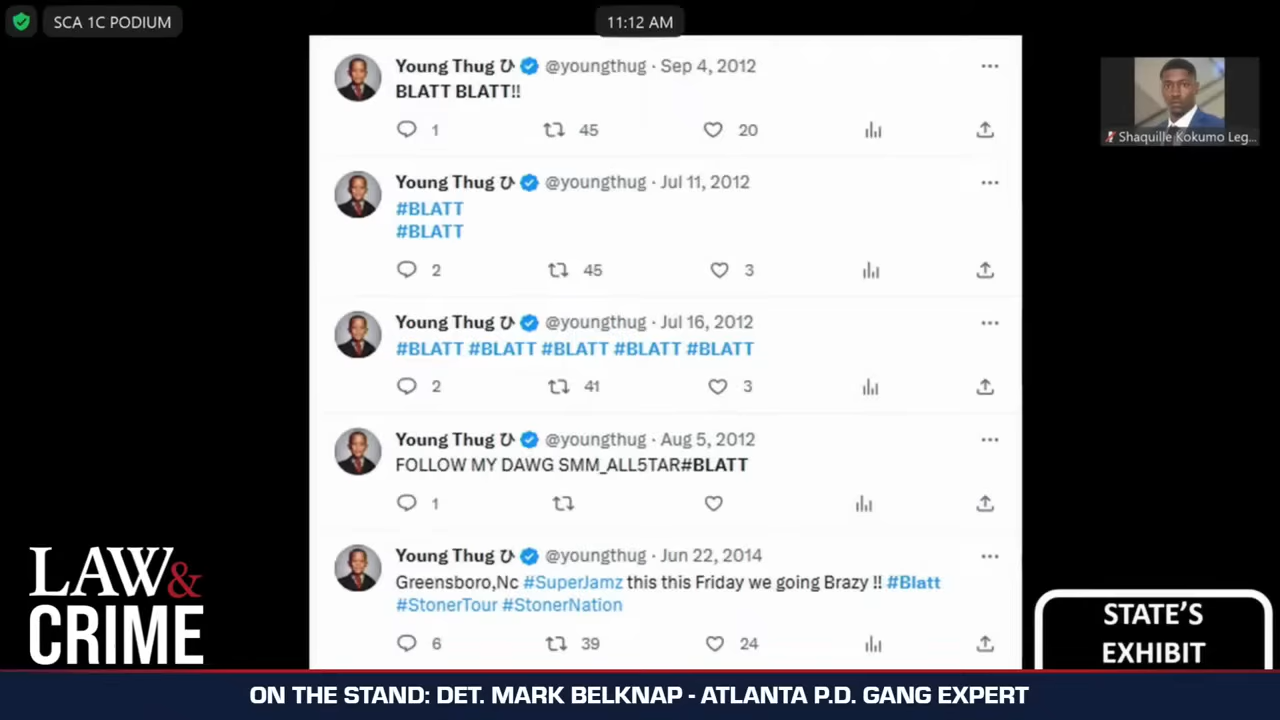 SCA 1C PODIUM
11:12 AM
Young Thug ひ @youngthug · Sep 4, 2012
BLATT BLATT!!
1 45 20
Young Thug ひ @youngthug · Jul 11, 2012
#BLATT
#BLATT
2 45 3
Young Thug ひ @youngthug · Jul 16, 2012
#BLATT #BLATT #BLATT #BLATT #BLATT
2 41 3
Young Thug ひ @youngthug · Aug 5, 2012
FOLLOW MY DAWG SMM_ALL5TAR#BLATT
1
Young Thug ひ @youngthug · Jun 22, 2014
Greensboro,Nc #SuperJamz this this Friday we going Brazy !! #Blatt
#StonerTour #StonerNation
6 39 24
Shaquille Kokumo Leg...
LAW&
CRIME
STATE'S
EXHIBIT
ON THE STAND: DET. MARK BELKNAP - ATLANTA P.D. GANG EXPERT